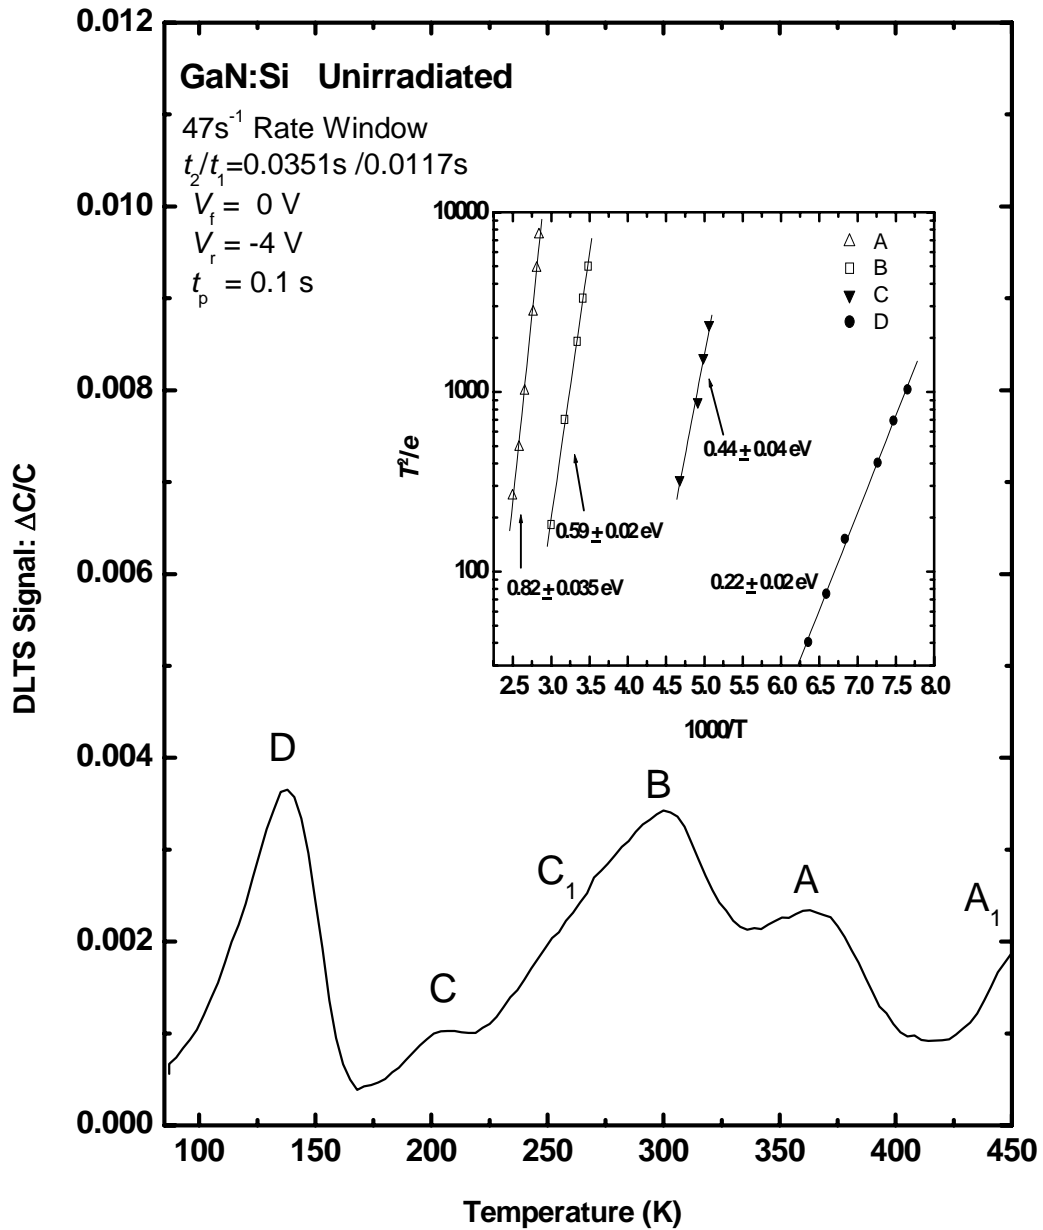 GaN:Si Unirradiated
47s⁻¹ Rate Window
t₂/t₁=0.0351s /0.0117s
V_f = 0 V
V_r = -4 V
t_p = 0.1 s
0.012
0.010
0.008
0.006
0.004
0.002
0.000
DLTS Signal: ΔC/C
100 150 200 250 300 350 400 450
Temperature (K)
D
C
C₁
B
A
A₁
10000
1000
100
T²/e
2.5 3.0 3.5 4.0 4.5 5.0 5.5 6.0 6.5 7.0 7.5 8.0
1000/T
A
B
C
D
0.44 ± 0.04 eV
0.59 ± 0.02 eV
0.82 ± 0.035 eV
0.22 ± 0.02 eV